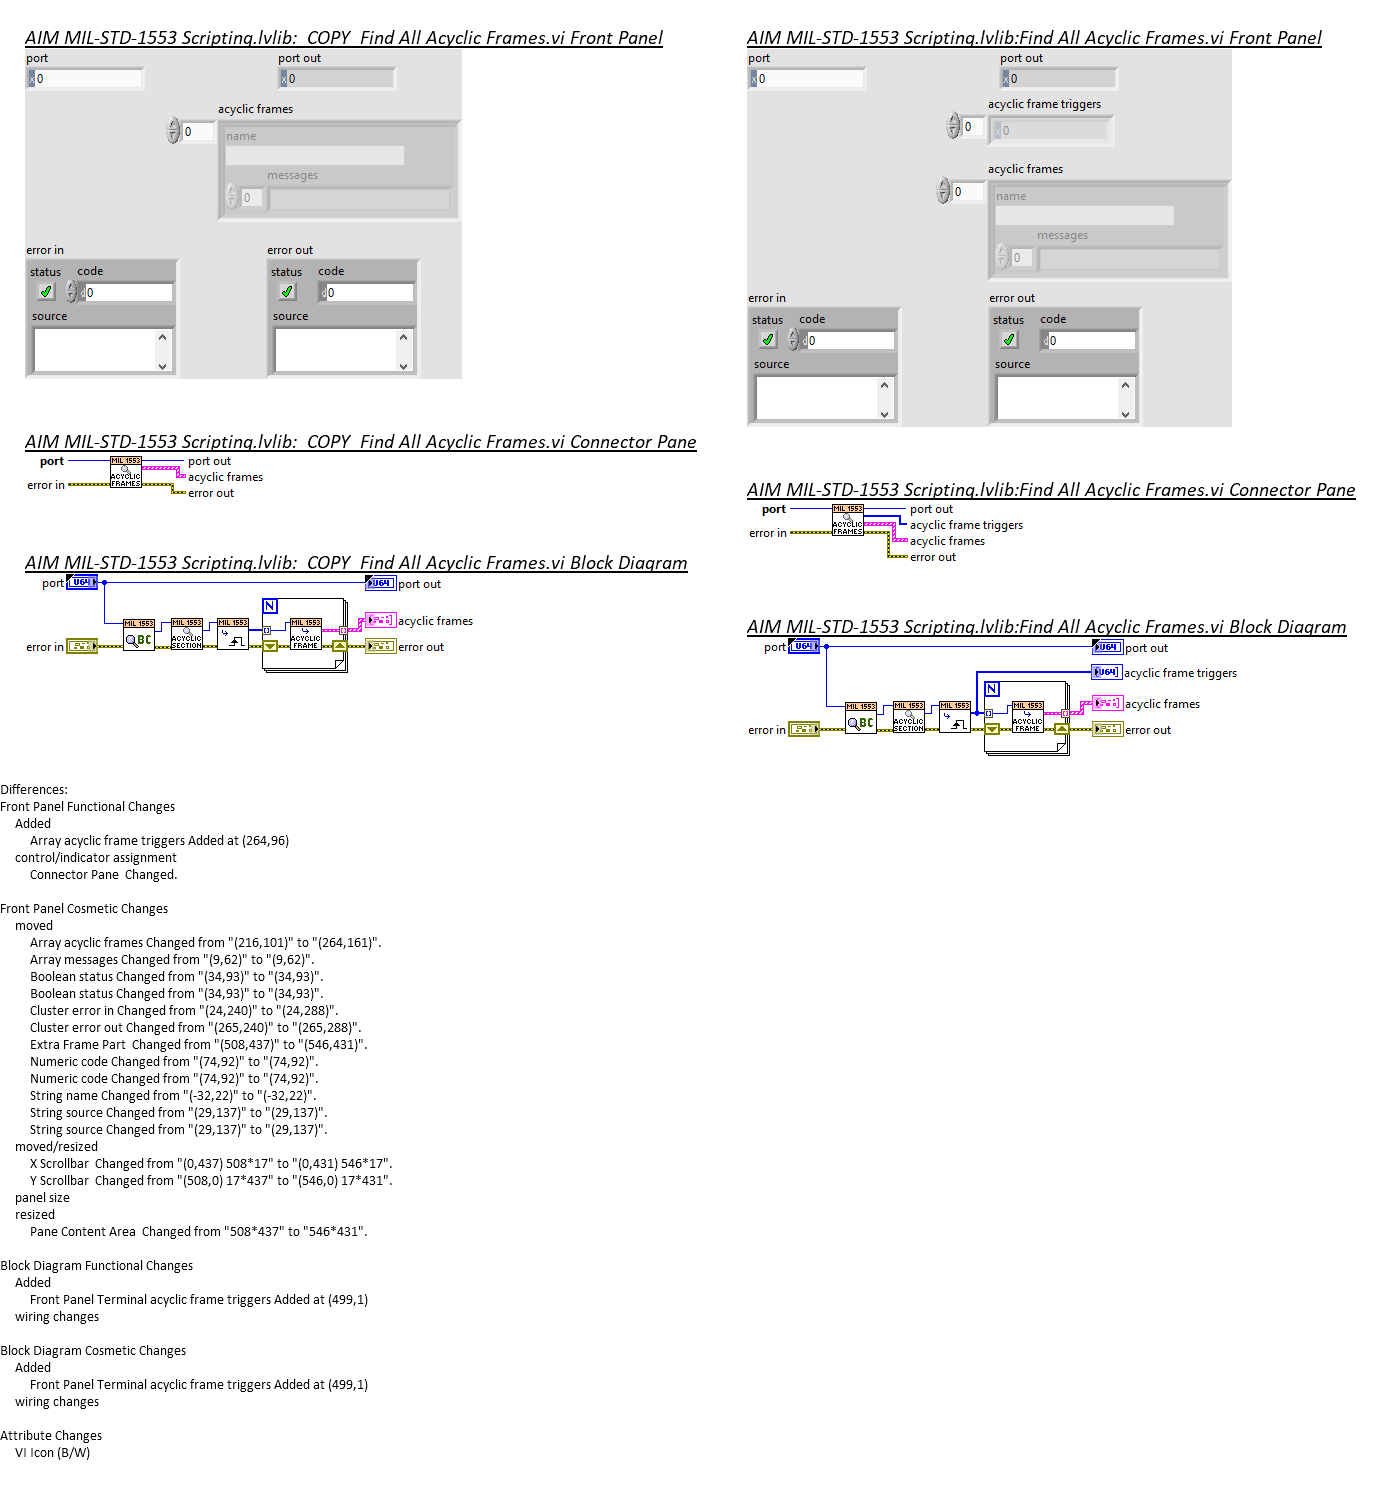 AIM MIL-STD-1553 Scripting.lvlib:  COPY  Find All Acyclic Frames.vi Front Panel
port
port out
x 0
x 0
acyclic frames
0
name
messages
0
error in
error out
status code
status code
d 0
d 0
source
source
AIM MIL-STD-1553 Scripting.lvlib:  COPY  Find All Acyclic Frames.vi Connector Pane
port
MIL 1553
ACYCLIC
FRAMES
port out
acyclic frames
error in
error out
AIM MIL-STD-1553 Scripting.lvlib:  COPY  Find All Acyclic Frames.vi Block Diagram
port
U64
U64
port out
N
MIL 1553
BC
MIL 1553
ACYCLIC
SECTION
MIL 1553
MIL 1553
ACYCLIC
FRAME
acyclic frames
error in
error out
AIM MIL-STD-1553 Scripting.lvlib:Find All Acyclic Frames.vi Front Panel
port
port out
x 0
x 0
acyclic frame triggers
0
x 0
acyclic frames
0
name
messages
0
error in
error out
status code
status code
d 0
d 0
source
source
AIM MIL-STD-1553 Scripting.lvlib:Find All Acyclic Frames.vi Connector Pane
port
MIL 1553
ACYCLIC
FRAMES
port out
acyclic frame triggers
error in
acyclic frames
error out
AIM MIL-STD-1553 Scripting.lvlib:Find All Acyclic Frames.vi Block Diagram
port
U64
U64
port out
U64
acyclic frame triggers
N
MIL 1553
BC
MIL 1553
ACYCLIC
SECTION
MIL 1553
MIL 1553
ACYCLIC
FRAME
acyclic frames
error in
error out
Differences:
Front Panel Functional Changes
Added
Array acyclic frame triggers Added at (264,96)
control/indicator assignment
Connector Pane  Changed.
Front Panel Cosmetic Changes
moved
Array acyclic frames Changed from "(216,101)" to "(264,161)".
Array messages Changed from "(9,62)" to "(9,62)".
Boolean status Changed from "(34,93)" to "(34,93)".
Boolean status Changed from "(34,93)" to "(34,93)".
Cluster error in Changed from "(24,240)" to "(24,288)".
Cluster error out Changed from "(265,240)" to "(265,288)".
Extra Frame Part  Changed from "(508,437)" to "(546,431)".
Numeric code Changed from "(74,92)" to "(74,92)".
Numeric code Changed from "(74,92)" to "(74,92)".
String name Changed from "(-32,22)" to "(-32,22)".
String source Changed from "(29,137)" to "(29,137)".
String source Changed from "(29,137)" to "(29,137)".
moved/resized
X Scrollbar  Changed from "(0,437) 508*17" to "(0,431) 546*17".
Y Scrollbar  Changed from "(508,0) 17*437" to "(546,0) 17*431".
panel size
resized
Pane Content Area  Changed from "508*437" to "546*431".
Block Diagram Functional Changes
Added
Front Panel Terminal acyclic frame triggers Added at (499,1)
wiring changes
Block Diagram Cosmetic Changes
Added
Front Panel Terminal acyclic frame triggers Added at (499,1)
wiring changes
Attribute Changes
VI Icon (B/W)